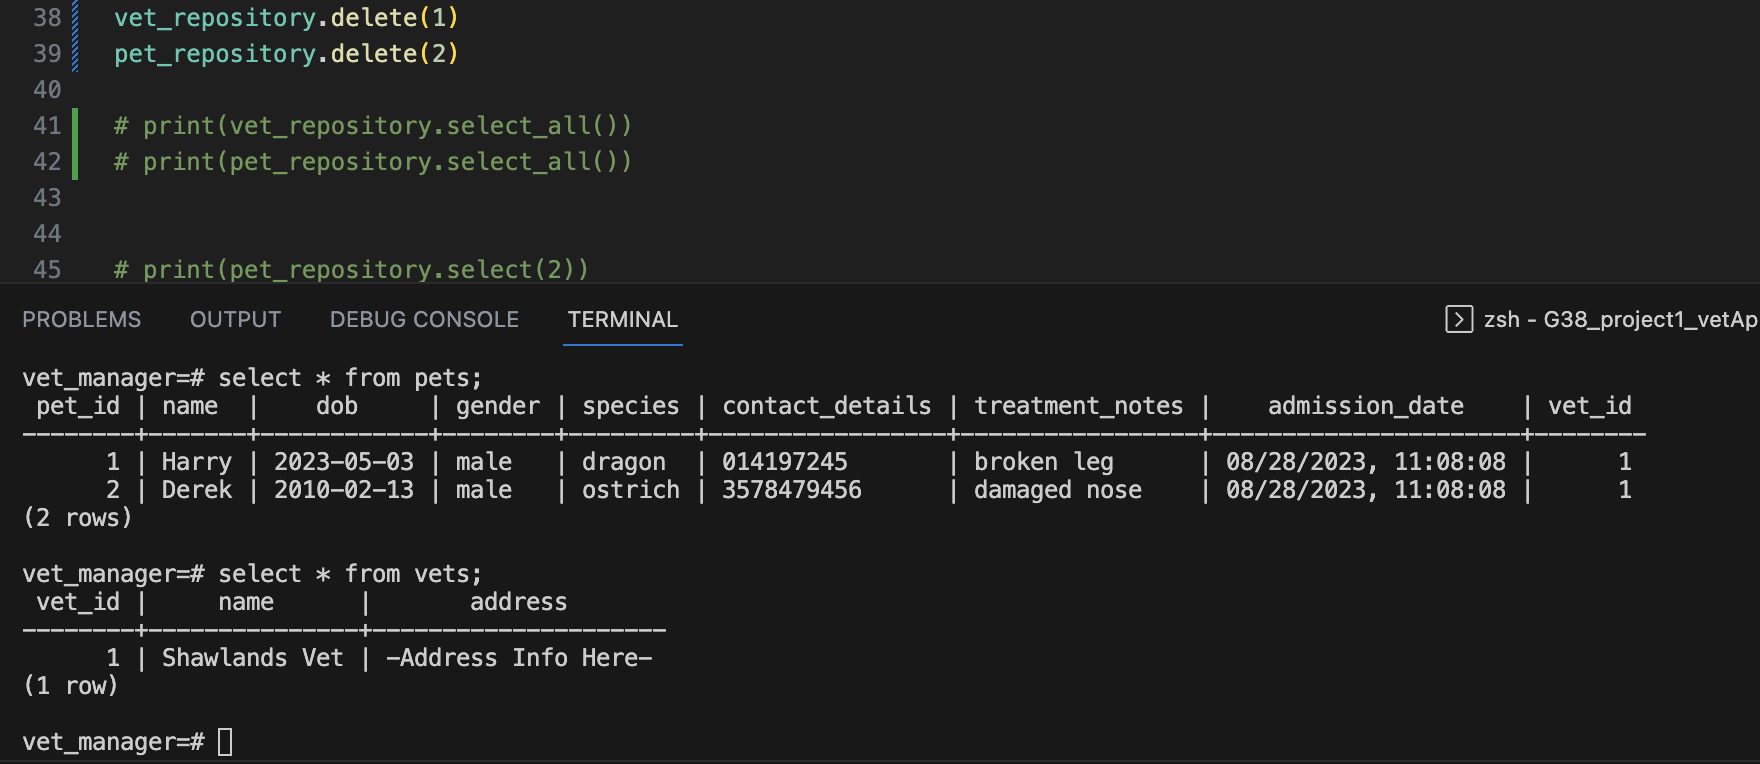 38 vet_repository.delete(1)
39 pet_repository.delete(2)
40
41 # print(vet_repository.select_all())
42 # print(pet_repository.select_all())
43
44
45 # print(pet_repository.select(2))
PROBLEMS OUTPUT DEBUG CONSOLE TERMINAL zsh - G38_project1_vetAp
vet_manager=# select * from pets;
 pet_id | name  |    dob     | gender | species | contact_details | treatment_notes |    admission_date    | vet_id
--------+-------+------------+--------+---------+-----------------+-----------------+----------------------+--------
      1 | Harry | 2023-05-03 | male   | dragon  | 014197245       | broken leg      | 08/28/2023, 11:08:08 |      1
      2 | Derek | 2010-02-13 | male   | ostrich | 3578479456      | damaged nose    | 08/28/2023, 11:08:08 |      1
(2 rows)
vet_manager=# select * from vets;
 vet_id |     name      |       address
--------+---------------+---------------------
      1 | Shawlands Vet | -Address Info Here-
(1 row)
vet_manager=#